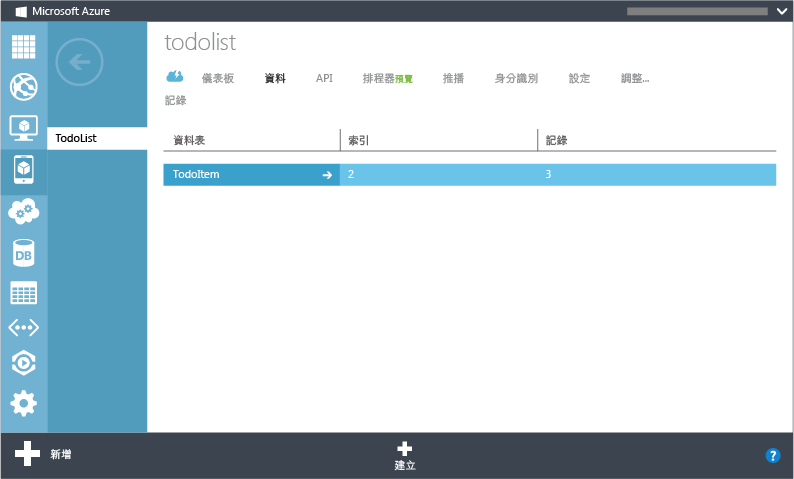 Microsoft Azure
todolist
儀表板 資料 API 排程器預覽 推播 身分識別 設定 調整...
記錄
TodoList
資料表 索引 記錄
TodoItem 2 3
DB
新增
建立
?